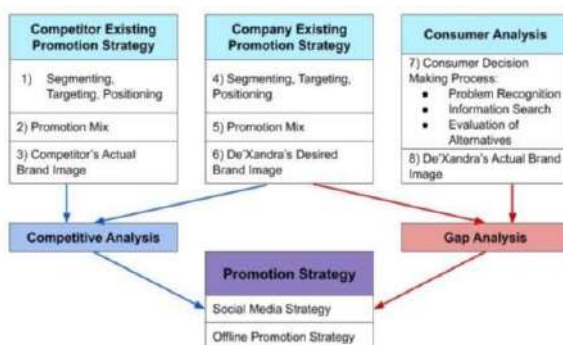 Competitor Existing
Promotion Strategy
1) Segmenting,
Targeting, Positioning
2) Promotion Mix
3) Competitor's Actual
Brand Image
Company Existing
Promotion Strategy
4) Segmenting, Targeting,
Positioning
5) Promotion Mix
6) De'Xandra's Desired
Brand Image
Consumer Analysis
7) Consumer Decision
Making Process:
● Problem Recognition
● Information Search
● Evaluation of
Alternatives
8) De'Xandra's Actual Brand
Image
Competitive Analysis
Gap Analysis
Promotion Strategy
Social Media Strategy
Offline Promotion Strategy